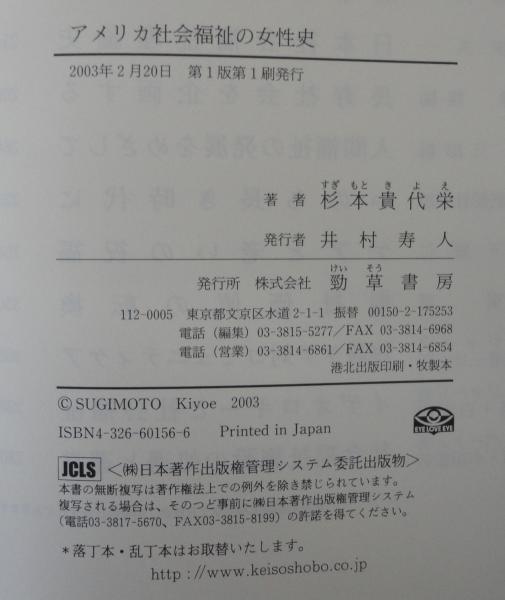 アメリカ社会福祉の女性史
2003年2月20日 第1版第1刷発行
すぎ もと き よ え
著者 杉本貴代栄
発行者 井村寿人
けい そう
発行所 株式会社 勁草書房
112-0005 東京都文京区水道2-1-1 振替 00150-2-175253
電話（編集）03-3815-5277／FAX 03-3814-6968
電話（営業）03-3814-6861／FAX 03-3814-6854
港北出版印刷・牧製本
©SUGIMOTO Kiyoe 2003
EYE LOVE EYE
ISBN4-326-60156-6 Printed in Japan
JCLS ＜㈱日本著作出版権管理システム委託出版物＞
本書の無断複写は著作権法上での例外を除き禁じられています。
複写される場合は、そのつど事前に㈱日本著作出版権管理システム
（電話03-3817-5670、FAX03-3815-8199）の許諾を得てください。
＊落丁本・乱丁本はお取替いたします。
http://www.keisoshobo.co.jp